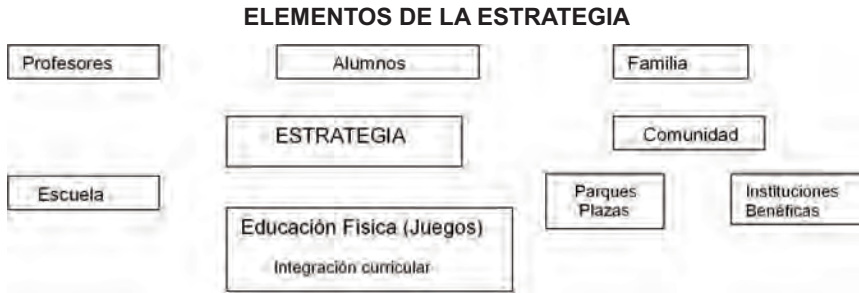 ELEMENTOS DE LA ESTRATEGIA
Profesores
Alumnos
Familia
ESTRATEGIA
Comunidad
Escuela
Parques
Plazas
Instituciones
Benéficas
Educación Fisica (Juegos)
Integración curricular